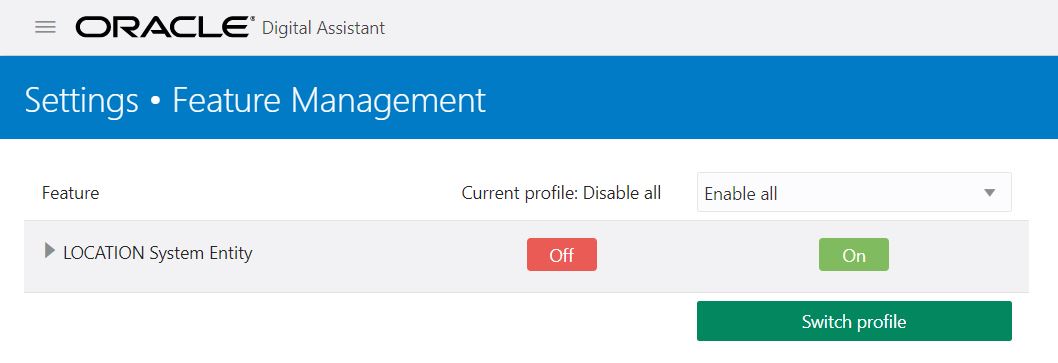 ORACLE® Digital Assistant
Settings • Feature Management
Feature Current profile: Disable all Enable all
LOCATION System Entity Off On
Switch profile